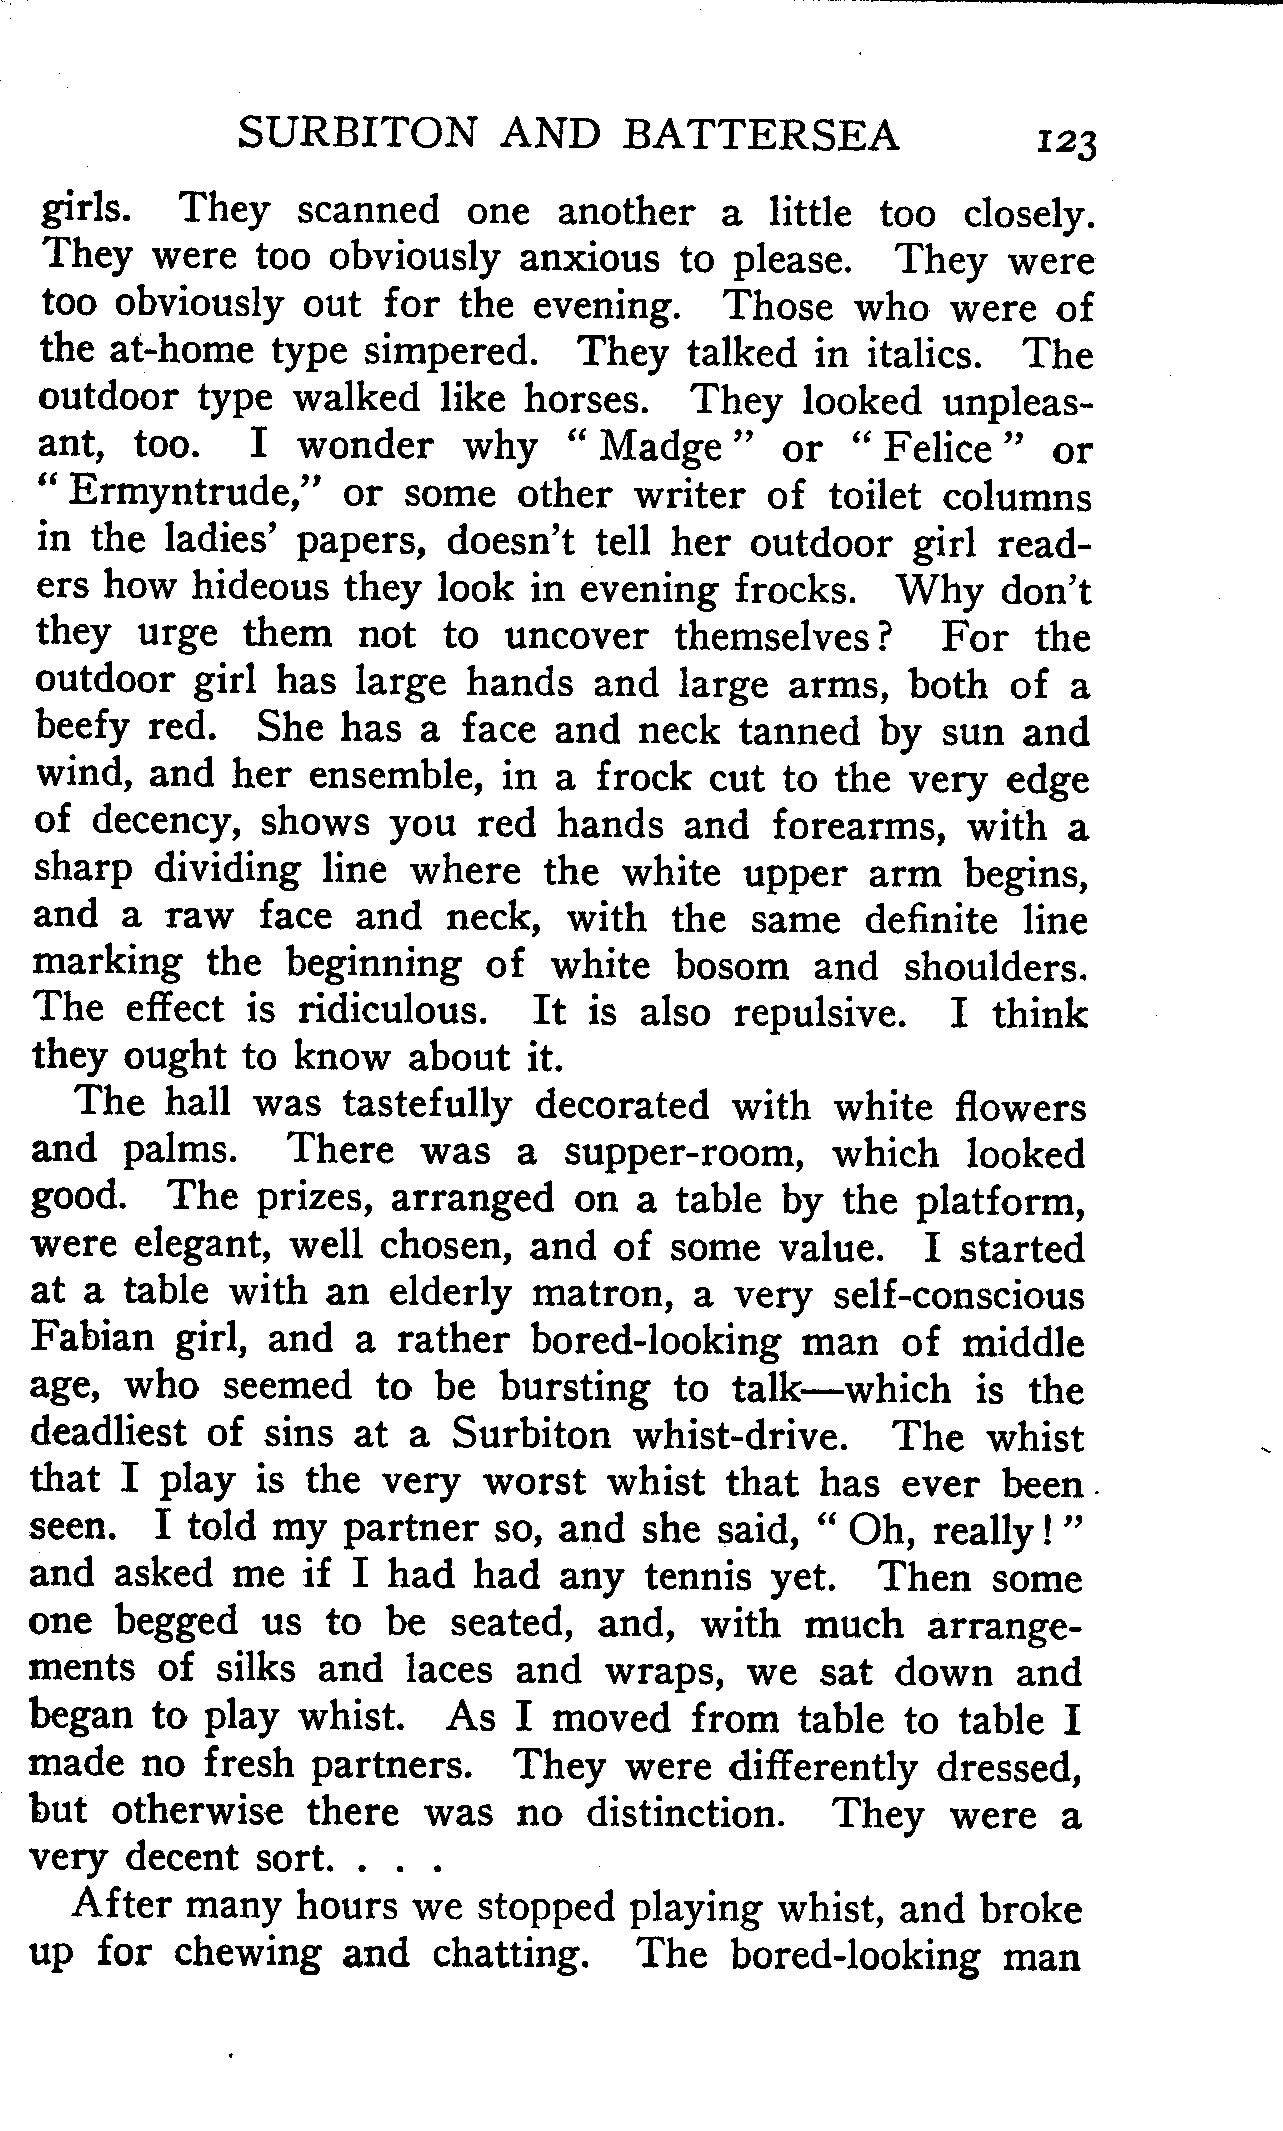 SURBITON AND BATTERSEA 123
girls. They scanned one another a little too closely.
They were too obviously anxious to please. They were
too obviously out for the evening. Those who were of
the at-home type simpered. They talked in italics. The
outdoor type walked like horses. They looked unpleas-
ant, too. I wonder why “ Madge ” or “ Felice ” or
“ Ermyntrude,” or some other writer of toilet columns
in the ladies’ papers, doesn’t tell her outdoor girl read-
ers how hideous they look in evening frocks. Why don’t
they urge them not to uncover themselves? For the
outdoor girl has large hands and large arms, both of a
beefy red. She has a face and neck tanned by sun and
wind, and her ensemble, in a frock cut to the very edge
of decency, shows you red hands and forearms, with a
sharp dividing line where the white upper arm begins,
and a raw face and neck, with the same definite line
marking the beginning of white bosom and shoulders.
The effect is ridiculous. It is also repulsive. I think
they ought to know about it.
The hall was tastefully decorated with white flowers
and palms. There was a supper-room, which looked
good. The prizes, arranged on a table by the platform,
were elegant, well chosen, and of some value. I started
at a table with an elderly matron, a very self-conscious
Fabian girl, and a rather bored-looking man of middle
age, who seemed to be bursting to talk—which is the
deadliest of sins at a Surbiton whist-drive. The whist
that I play is the very worst whist that has ever been
seen. I told my partner so, and she said, “ Oh, really! ”
and asked me if I had had any tennis yet. Then some
one begged us to be seated, and, with much arrange-
ments of silks and laces and wraps, we sat down and
began to play whist. As I moved from table to table I
made no fresh partners. They were differently dressed,
but otherwise there was no distinction. They were a
very decent sort. . . .
After many hours we stopped playing whist, and broke
up for chewing and chatting. The bored-looking man